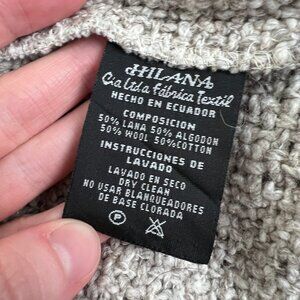 HILANA
Cia Ltda Fábrica Textil
HECHO EN ECUADOR
COMPOSICION
50% LANA 50% ALGODON
50% WOOL 50%COTTON
INSTRUCCIONES DE
LAVADO
LAVADO EN SECO
DRY CLEAN
NO USAR BLANQUEADORES
DE BASE CLORADA
P